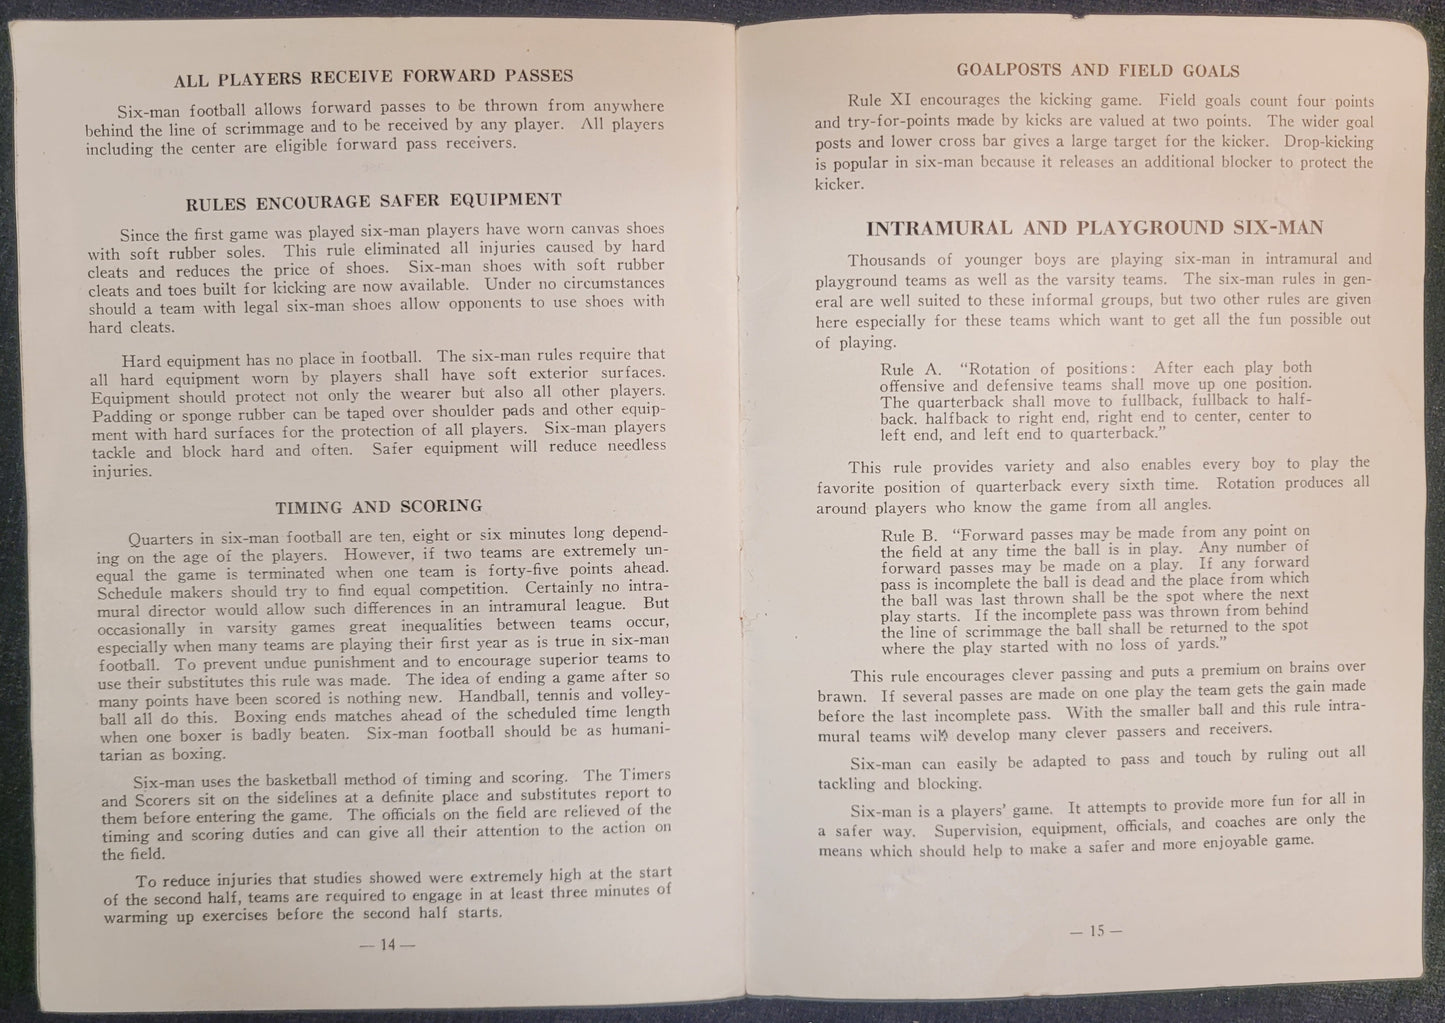 ALL PLAYERS RECEIVE FORWARD PASSES
Six-man football allows forward passes to be thrown from anywhere
behind the line of scrimmage and to be received by any player. All players
including the center are eligible forward pass receivers.
RULES ENCOURAGE SAFER EQUIPMENT
Since the first game was played six-man players have worn canvas shoes
with soft rubber soles. This rule eliminated all injuries caused by hard
cleats and reduces the price of shoes. Six-man shoes with soft rubber
cleats and toes built for kicking are now available. Under no circumstances
should a team with legal six-man shoes allow opponents to use shoes with
hard cleats.
Hard equipment has no place in football. The six-man rules require that
all hard equipment worn by players shall have soft exterior surfaces.
Equipment should protect not only the wearer but also all other players.
Padding or sponge rubber can be taped over shoulder pads and other equip-
ment with hard surfaces for the protection of all players. Six-man players
tackle and block hard and often. Safer equipment will reduce needless
injuries.
TIMING AND SCORING
Quarters in six-man football are ten, eight or six minutes long depend-
ing on the age of the players. However, if two teams are extremely un-
equal the game is terminated when one team is forty-five points ahead.
Schedule makers should try to find equal competition. Certainly no intra-
mural director would allow such differences in an intramural league. But
occasionally in varsity games great inequalities between teams occur,
especially when many teams are playing their first year as is true in six-man
football. To prevent undue punishment and to encourage superior teams to
use their substitutes this rule was made. The idea of ending a game after so
many points have been scored is nothing new. Handball, tennis and volley-
ball all do this. Boxing ends matches ahead of the scheduled time length
when one boxer is badly beaten. Six-man football should be as humani-
tarian as boxing.
Six-man uses the basketball method of timing and scoring. The Timers
and Scorers sit on the sidelines at a definite place and substitutes report to
them before entering the game. The officials on the field are relieved of the
timing and scoring duties and can give all their attention to the action on
the field.
To reduce injuries that studies showed were extremely high at the start
of the second half, teams are required to engage in at least three minutes of
warming up exercises before the second half starts.
— 14 —
GOALPOSTS AND FIELD GOALS
Rule XI encourages the kicking game. Field goals count four points
and try-for-points made by kicks are valued at two points. The wider goal
posts and lower cross bar gives a large target for the kicker. Drop-kicking
is popular in six-man because it releases an additional blocker to protect the
kicker.
INTRAMURAL AND PLAYGROUND SIX-MAN
Thousands of younger boys are playing six-man in intramural and
playground teams as well as the varsity teams. The six-man rules in gen-
eral are well suited to these informal groups, but two other rules are given
here especially for these teams which want to get all the fun possible out
of playing.
Rule A. “Rotation of positions: After each play both
offensive and defensive teams shall move up one position.
The quarterback shall move to fullback, fullback to half-
back. halfback to right end, right end to center, center to
left end, and left end to quarterback.”
This rule provides variety and also enables every boy to play the
favorite position of quarterback every sixth time. Rotation produces all
around players who know the game from all angles.
Rule B. “Forward passes may be made from any point on
the field at any time the ball is in play. Any number of
forward passes may be made on a play. If any forward
pass is incomplete the ball is dead and the place from which
the ball was last thrown shall be the spot where the next
play starts. If the incomplete pass was thrown from behind
the line of scrimmage the ball shall be returned to the spot
where the play started with no loss of yards.”
This rule encourages clever passing and puts a premium on brains over
brawn. If several passes are made on one play the team gets the gain made
before the last incomplete pass. With the smaller ball and this rule intra-
mural teams will develop many clever passers and receivers.
Six-man can easily be adapted to pass and touch by ruling out all
tackling and blocking.
Six-man is a players’ game. It attempts to provide more fun for all in
a safer way. Supervision, equipment, officials, and coaches are only the
means which should help to make a safer and more enjoyable game.
— 15 —